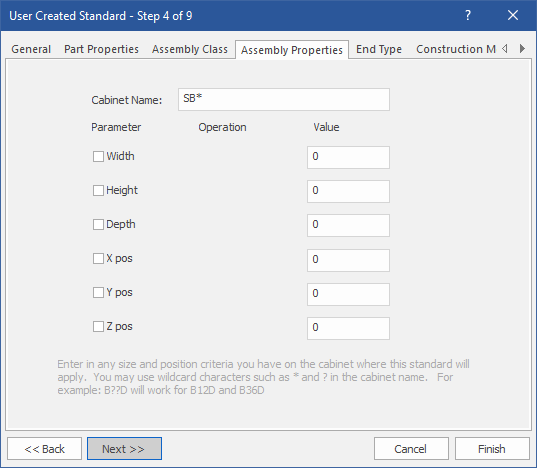 User Created Standard - Step 4 of 9 ?
General Part Properties Assembly Class Assembly Properties End Type Construction M
Cabinet Name: SB*
Parameter Operation Value
Width 0
Height 0
Depth 0
X pos 0
Y pos 0
Z pos 0
Enter in any size and position criteria you have on the cabinet where this standard will
apply. You may use wildcard characters such as * and ? in the cabinet name. For
example: B??D will work for B12D and B36D
<< Back Next >> Cancel Finish